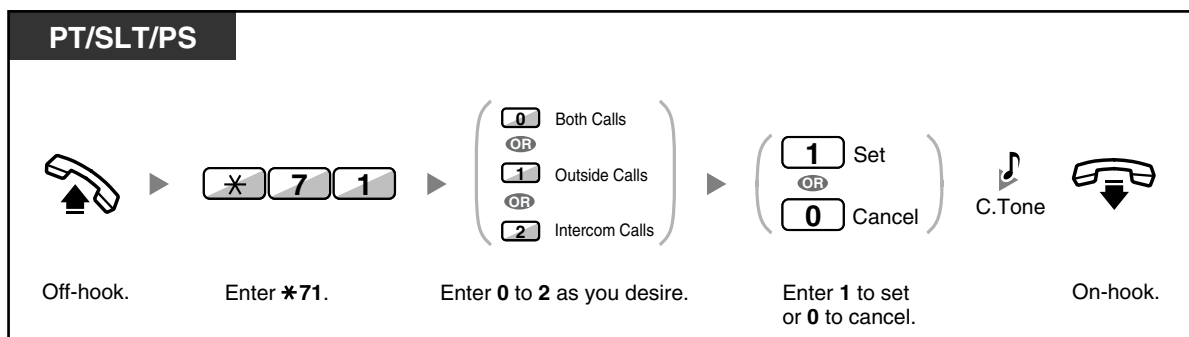 PT/SLT/PS
0 Both Calls
OR
1 Outside Calls
OR
2 Intercom Calls
* 7 1
1 Set
OR
0 Cancel
C.Tone
Off-hook.
Enter *71.
Enter 0 to 2 as you desire.
Enter 1 to set
or 0 to cancel.
On-hook.